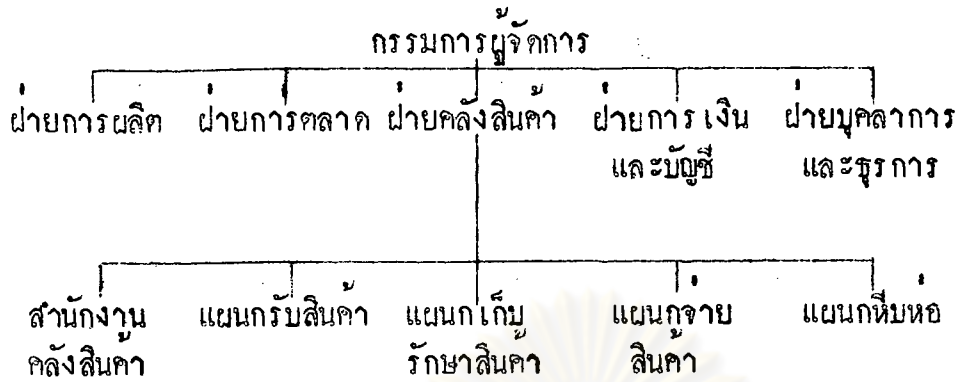 กรรมการผู้จัดการ
ฝ่ายการผลิต ฝ่ายการตลาด ฝ่ายคลังสินค้า ฝ่ายการเงิน ฝ่ายบุคลาการ
และบัญชี และธุรการ
สำนักงาน แผนกรับสินค้า แผนกเก็บ แผนกจ่าย แผนกหีบห่อ
คลังสินค้า รักษาสินค้า สินค้า